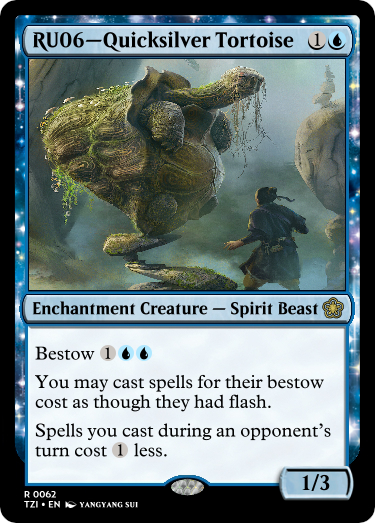 RU06—Quicksilver Tortoise 1
Enchantment Creature — Spirit Beast
Bestow 1
You may cast spells for their bestow
cost as though they had flash.
Spells you cast during an opponent's
turn cost 1 less.
1/3
R 0062
TZI • EN YANGYANG SUI